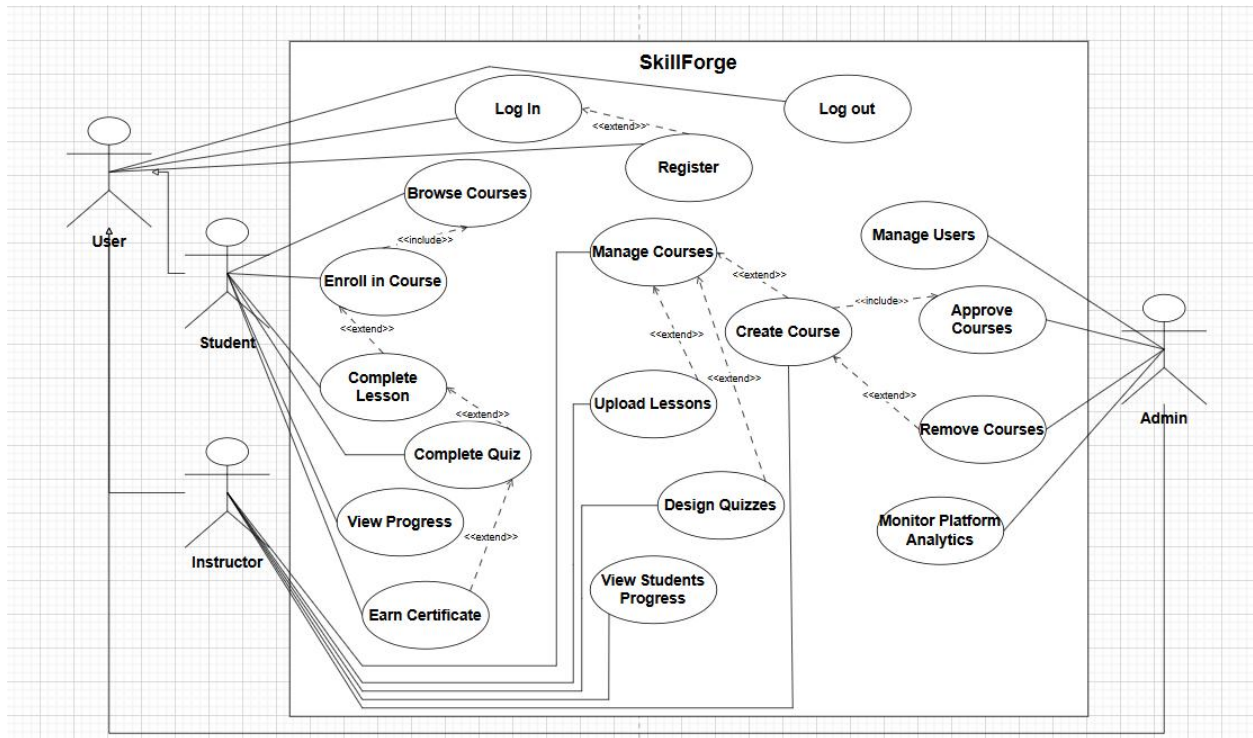 SkillForge
Log In
Log out
<<extend>>
Register
Browse Courses
User
<<include>>
Manage Courses
Manage Users
Enroll in Course
<<extend>>
<<include>>
Approve
Courses
Student
<<extend>>
Create Course
<<extend>>
Complete
Lesson
<<extend>>
Upload Lessons
<<extend>>
<<extend>>
Remove Courses
Admin
Complete Quiz
Design Quizzes
View Progress
Monitor Platform
Analytics
<<extend>>
Instructor
View Students
Progress
Earn Certificate